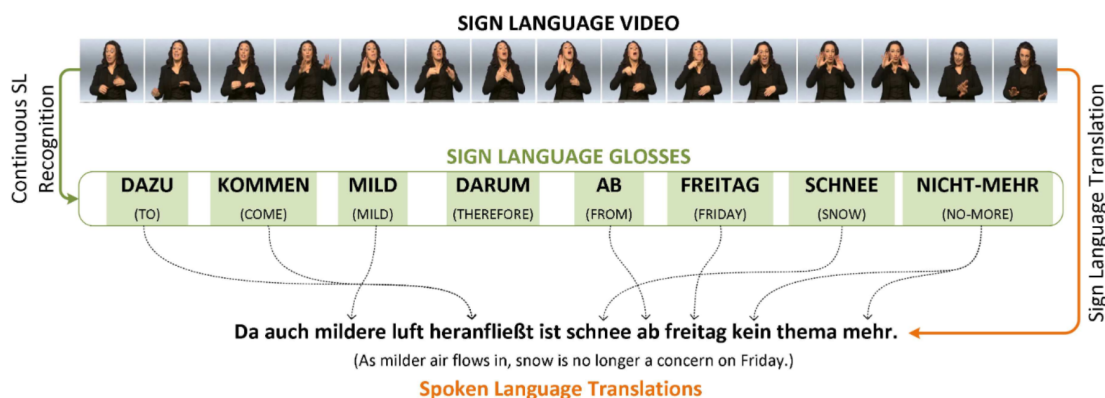 SIGN LANGUAGE VIDEO
Continuous SL
Recognition
SIGN LANGUAGE GLOSSES
DAZU KOMMEN MILD DARUM AB FREITAG SCHNEE NICHT-MEHR
(TO) (COME) (MILD) (THEREFORE) (FROM) (FRIDAY) (SNOW) (NO-MORE)
Sign Language Translation
Da auch mildere luft heranfließt ist schnee ab freitag kein thema mehr.
(As milder air flows in, snow is no longer a concern on Friday.)
Spoken Language Translations